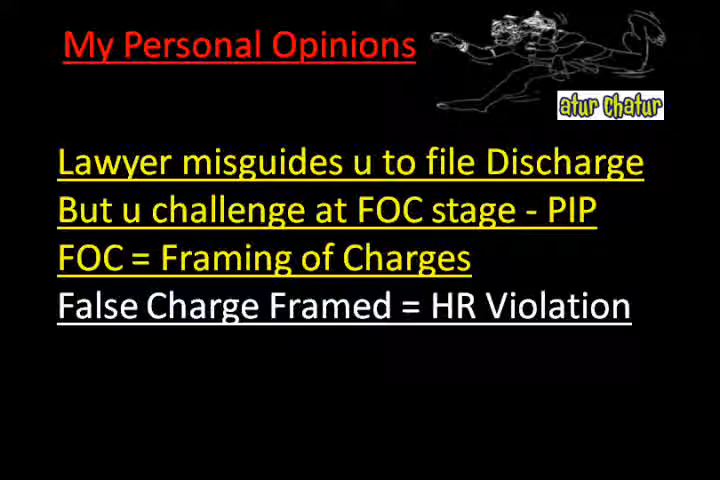 My Personal Opinions
atur chatur
Lawyer misguides u to file Discharge
But u challenge at FOC stage - PIP
FOC = Framing of Charges
False Charge Framed = HR Violation